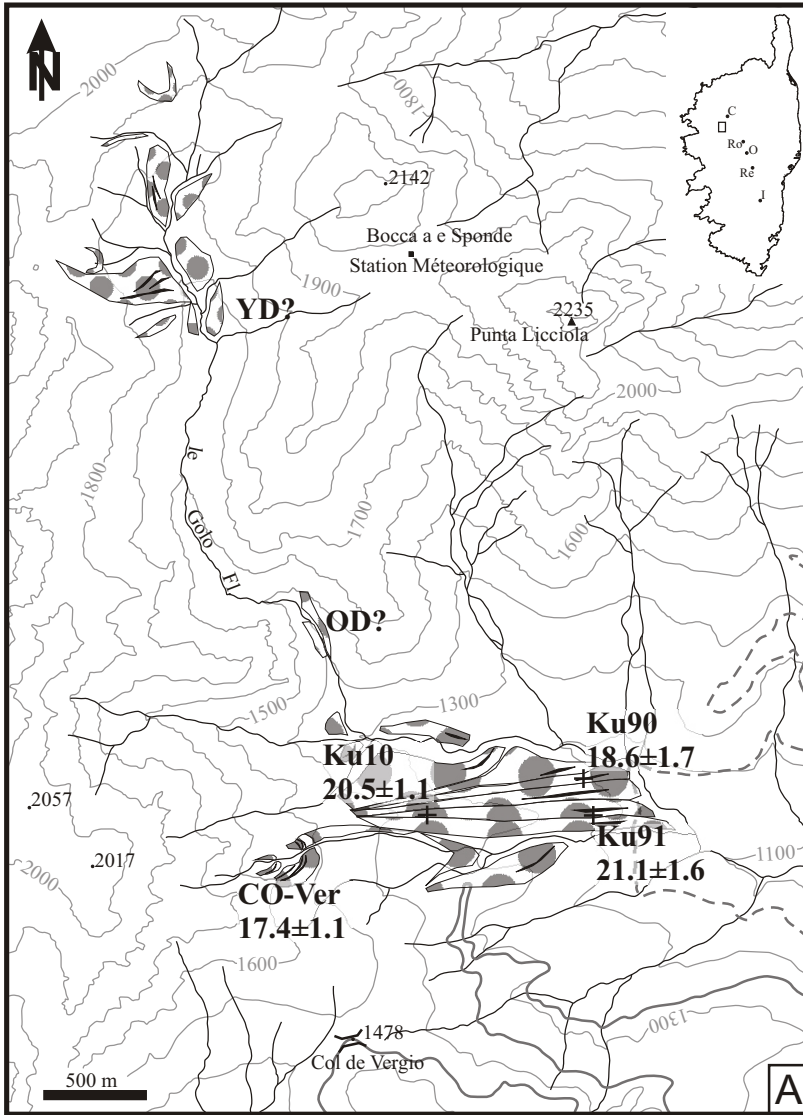 N
2000
1800
C
Ro
O
Re
I
2142
Bocca a e Sponde
Station Méteorologique
1900
YD?
2235
Punta Licciola
2000
1800
le Golo Fl
1700
1600
OD?
1300
1500
Ku90
18.6±1.7
Ku10
20.5±1.1
2057
Ku91
21.1±1.6
2017
2000
1100
CO-Ver
17.4±1.1
1600
1300
1478
Col de Vergio
500 m
A